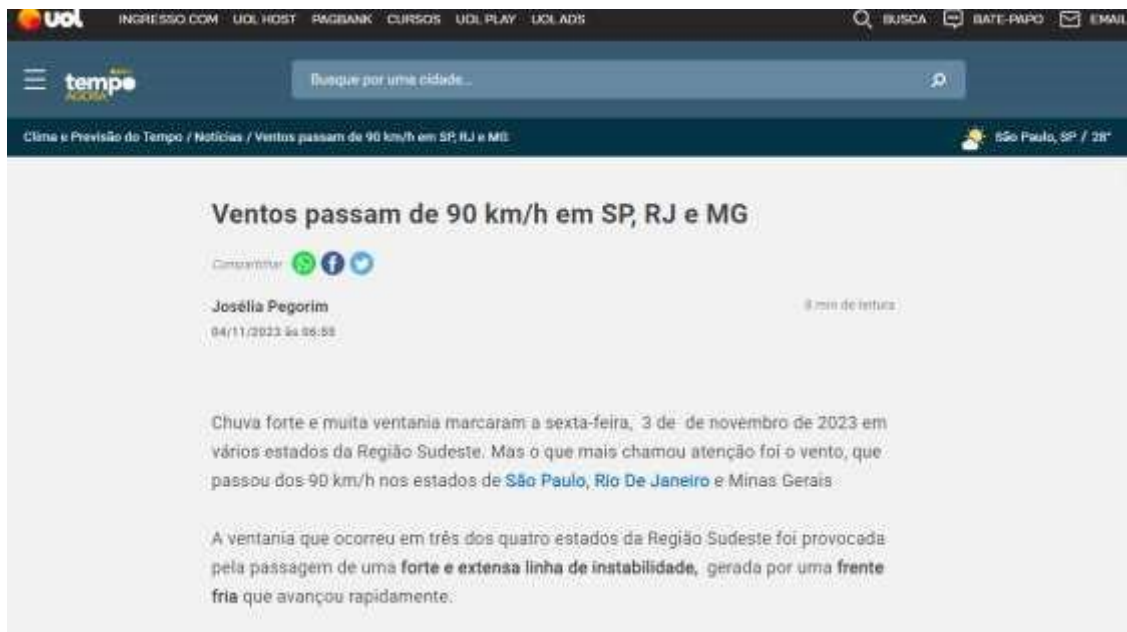 uol INGRESSO.COM UOL HOST PAGBANK CURSOS UOL PLAY UOL ADS BUSCA BATE-PAPO EMAIL
tempo
AGORA
Busque por uma cidade...
Clima e Previsão do Tempo / Notícias / Ventos passam de 90 km/h em SP, RJ e MG
São Paulo, SP / 28°
Ventos passam de 90 km/h em SP, RJ e MG
Compartilhar
Josélia Pegorim
8 min de leitura
04/11/2023 às
Chuva forte e muita ventania marcaram a sexta-feira, 3 de de novembro de 2023 em
vários estados da Região Sudeste. Mas o que mais chamou atenção foi o vento, que
passou dos 90 km/h nos estados de São Paulo, Rio De Janeiro e Minas Gerais
A ventania que ocorreu em três dos quatro estados da Região Sudeste foi provocada
pela passagem de uma forte e extensa linha de instabilidade, gerada por uma frente
fria que avançou rapidamente.